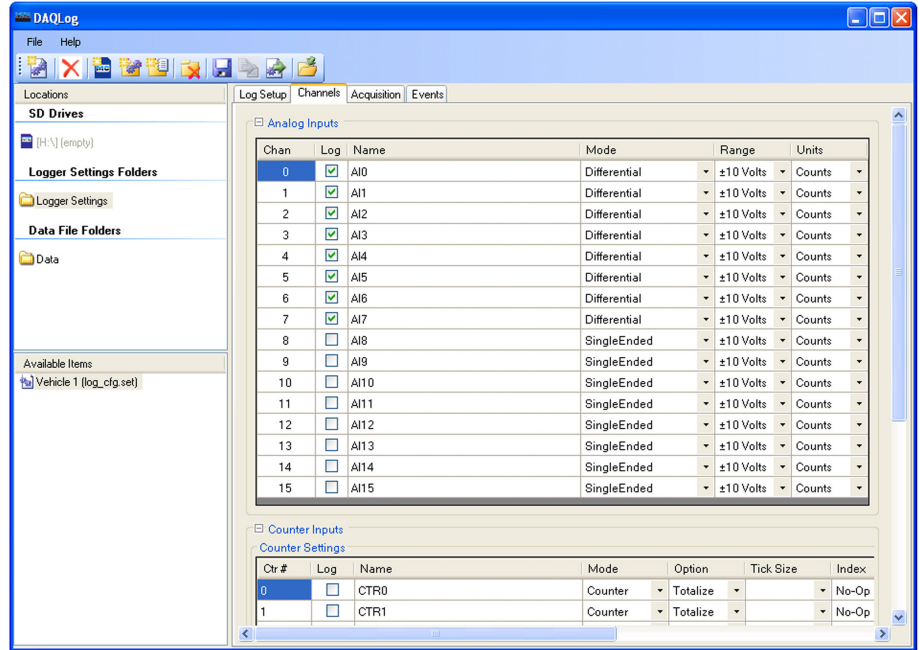 DAQLog
File Help
Locations
SD Drives
[H:\] (empty)
Logger Settings Folders
Logger Settings
Data File Folders
Data
Available Items
Vehicle 1 (log_cfg.set)
Log Setup Channels Acquisition Events
Analog Inputs
Chan Log Name Mode Range Units
0 AI0 Differential ±10 Volts Counts
1 AI1 Differential ±10 Volts Counts
2 AI2 Differential ±10 Volts Counts
3 AI3 Differential ±10 Volts Counts
4 AI4 Differential ±10 Volts Counts
5 AI5 Differential ±10 Volts Counts
6 AI6 Differential ±10 Volts Counts
7 AI7 Differential ±10 Volts Counts
8 AI8 SingleEnded ±10 Volts Counts
9 AI9 SingleEnded ±10 Volts Counts
10 AI10 SingleEnded ±10 Volts Counts
11 AI11 SingleEnded ±10 Volts Counts
12 AI12 SingleEnded ±10 Volts Counts
13 AI13 SingleEnded ±10 Volts Counts
14 AI14 SingleEnded ±10 Volts Counts
15 AI15 SingleEnded ±10 Volts Counts
Counter Inputs
Counter Settings
Ctr # Log Name Mode Option Tick Size Index
0 CTR0 Counter Totalize No-Op
1 CTR1 Counter Totalize No-Op